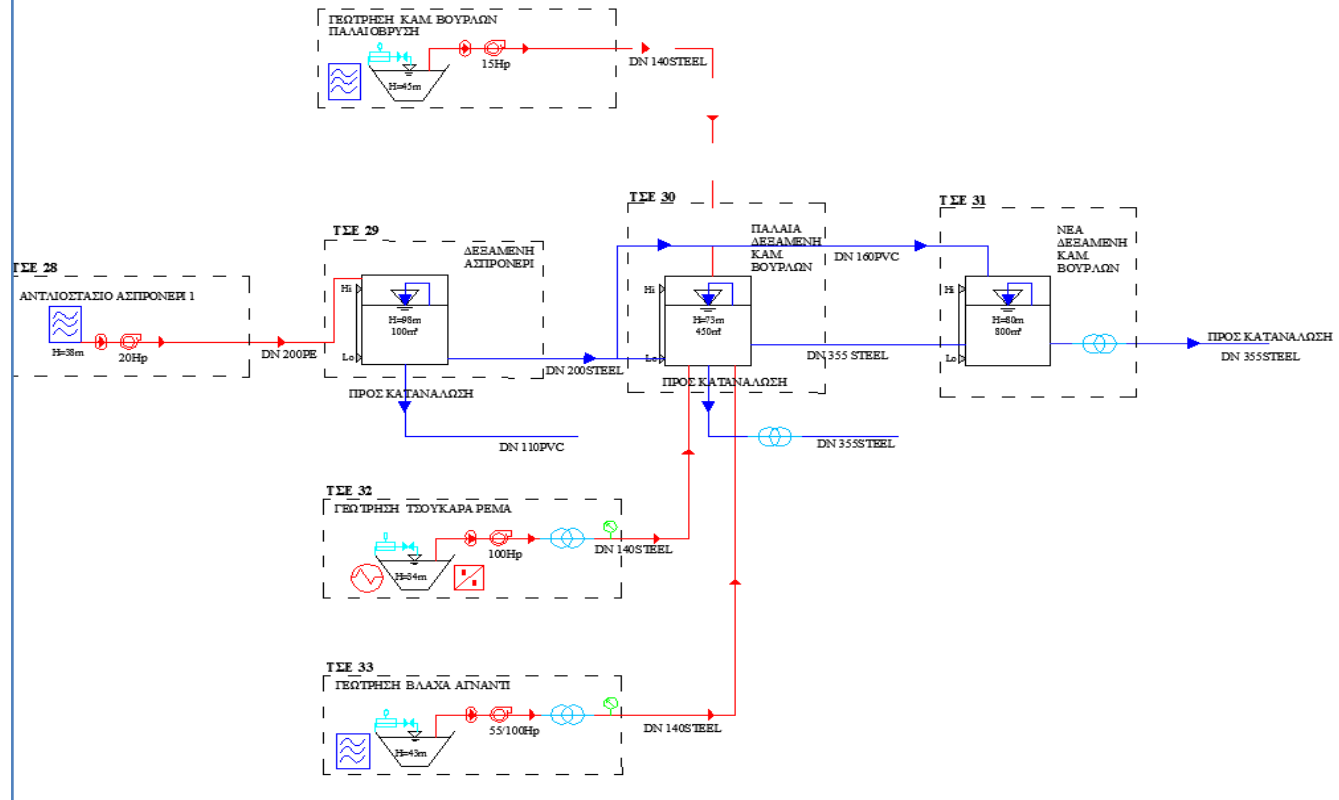 ΓΕΩΤΡΗΣΗ ΚΑΜ. ΒΟΥΡΛΩΝ
ΠΑΛΑΙΟΒΡΥΣΗ
15Hp
H=45m
DN 140STEEL
ΤΣΕ 28
ΑΝΤΛΙΟΣΤΑΣΙΟ ΑΣΠΡΟΝΕΡΙ 1
H=38m
20Hp
DN 200PE
ΤΣΕ 29
ΔΕΞΑΜΕΝΗ
ΑΣΠΡΟΝΕΡΙ
Hi
H=98m
100m³
Lo
ΠΡΟΣ ΚΑΤΑΝΑΛΩΣΗ
DN 110PVC
DN 200STEEL
ΤΣΕ 30
ΠΑΛΑΙΑ
ΔΕΞΑΜΕΝΗ
ΚΑΜ.
ΒΟΥΡΛΩΝ
Hi
H=73m
450m³
Lo
ΠΡΟΣ ΚΑΤΑΝΑΛΩΣΗ
DN 355STEEL
DN 160PVC
DN 355 STEEL
ΤΣΕ 31
ΝΕΑ
ΔΕΞΑΜΕΝΗ
ΚΑΜ.
ΒΟΥΡΛΩΝ
Hi
H=80m
800m³
Lo
ΠΡΟΣ ΚΑΤΑΝΑΛΩΣΗ
DN 355STEEL
ΤΣΕ 32
ΓΕΩΤΡΗΣΗ ΤΣΟΥΚΑΡΑ ΡΕΜΑ
100Hp
H=34m
DN 140STEEL
ΤΣΕ 33
ΓΕΩΤΡΗΣΗ ΒΛΑΧΑ ΑΓΝΑΝΤΙ
55/100Hp
H=43m
DN 140STEEL